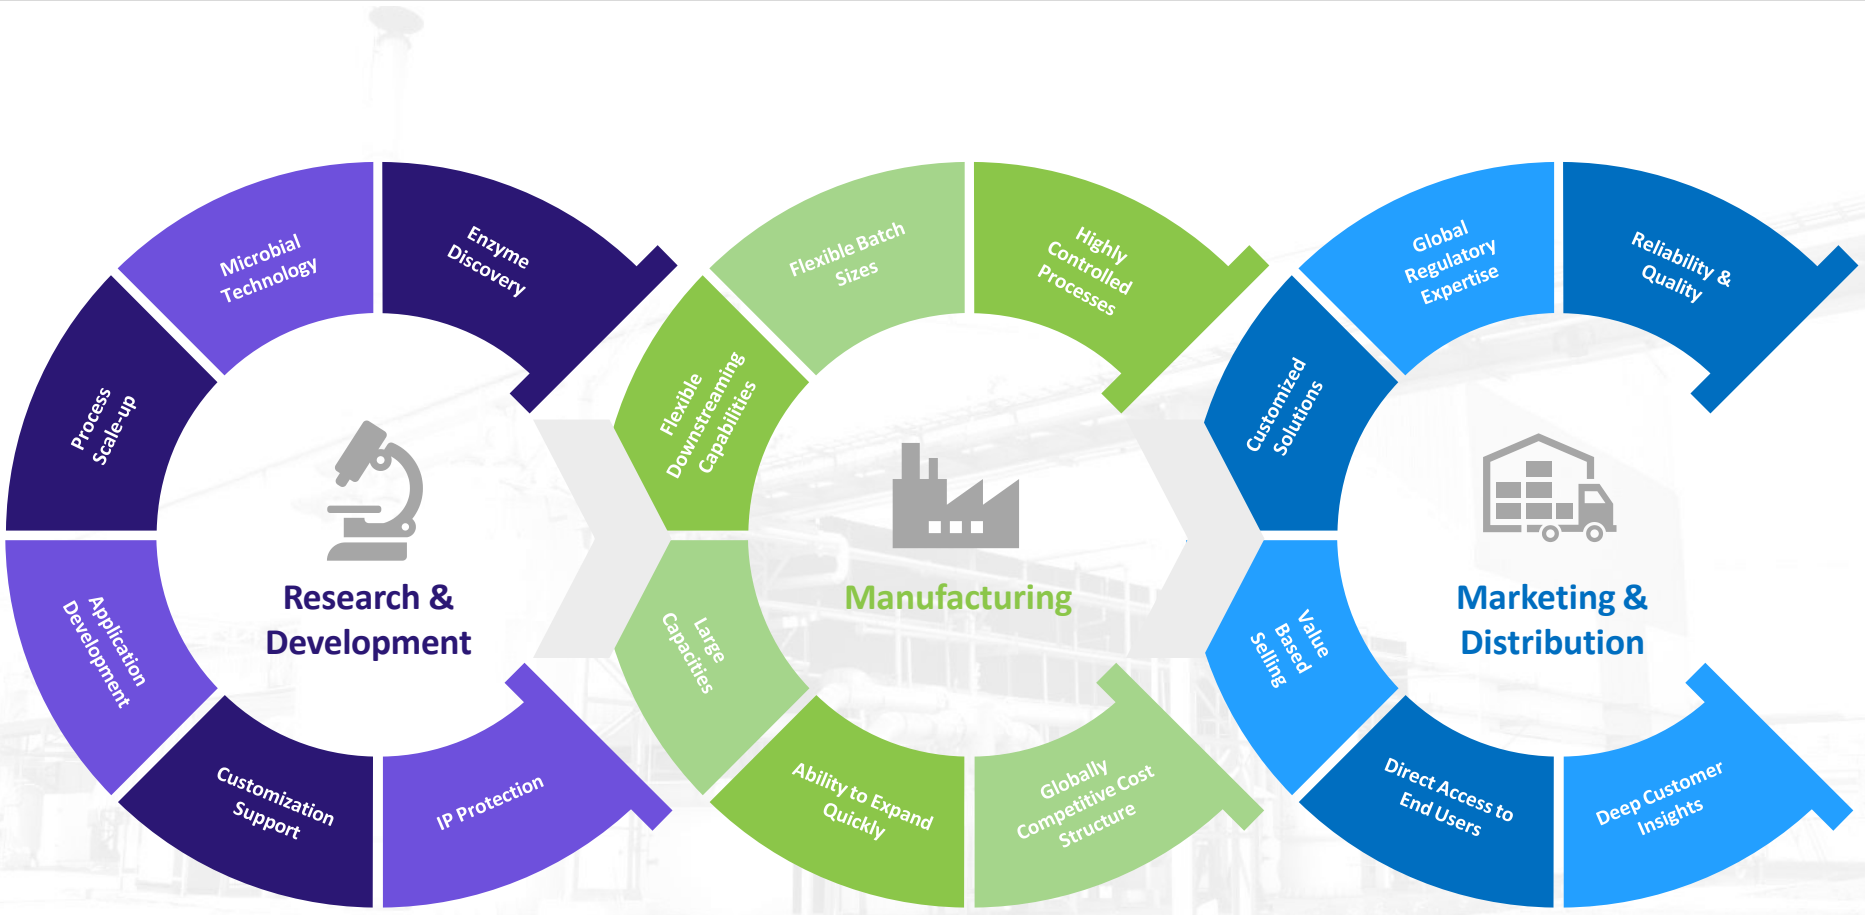 Microbial
Technology
Enzyme
Discovery
Process
Scale-up
Application
Development
Customization
Support
IP Protection
Research &
Development
Flexible Batch
Sizes
Highly
Controlled
Processes
Flexible
Downstreaming
Capabilities
Large
Capacities
Ability to Expand
Quickly
Globally
Competitive Cost
Structure
Manufacturing
Global
Regulatory
Expertise
Reliability &
Quality
Customized
Solutions
Value
Based
Selling
Direct Access to
End Users
Deep Customer
Insights
Marketing &
Distribution